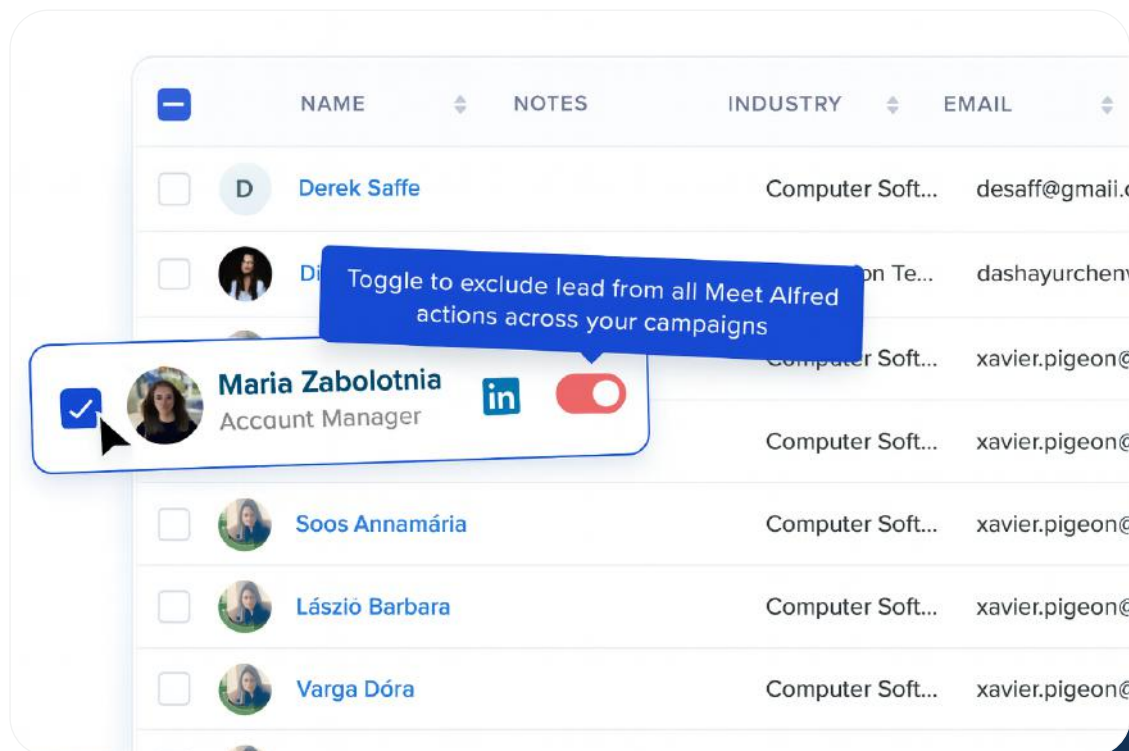 NAME NOTES INDUSTRY EMAIL
D Derek Saffe Computer Soft... desaff@gmaii.
Toggle to exclude lead from all Meet Alfred
actions across your campaigns
Di Te... dashayurchen
Computer Soft... xavier.pigeon@
Maria Zabolotnia
Account Manager
in
Computer Soft... xavier.pigeon@
Soos Annamária Computer Soft... xavier.pigeon@
Lászió Barbara Computer Soft... xavier.pigeon@
Varga Dóra Computer Soft... xavier.pigeon@